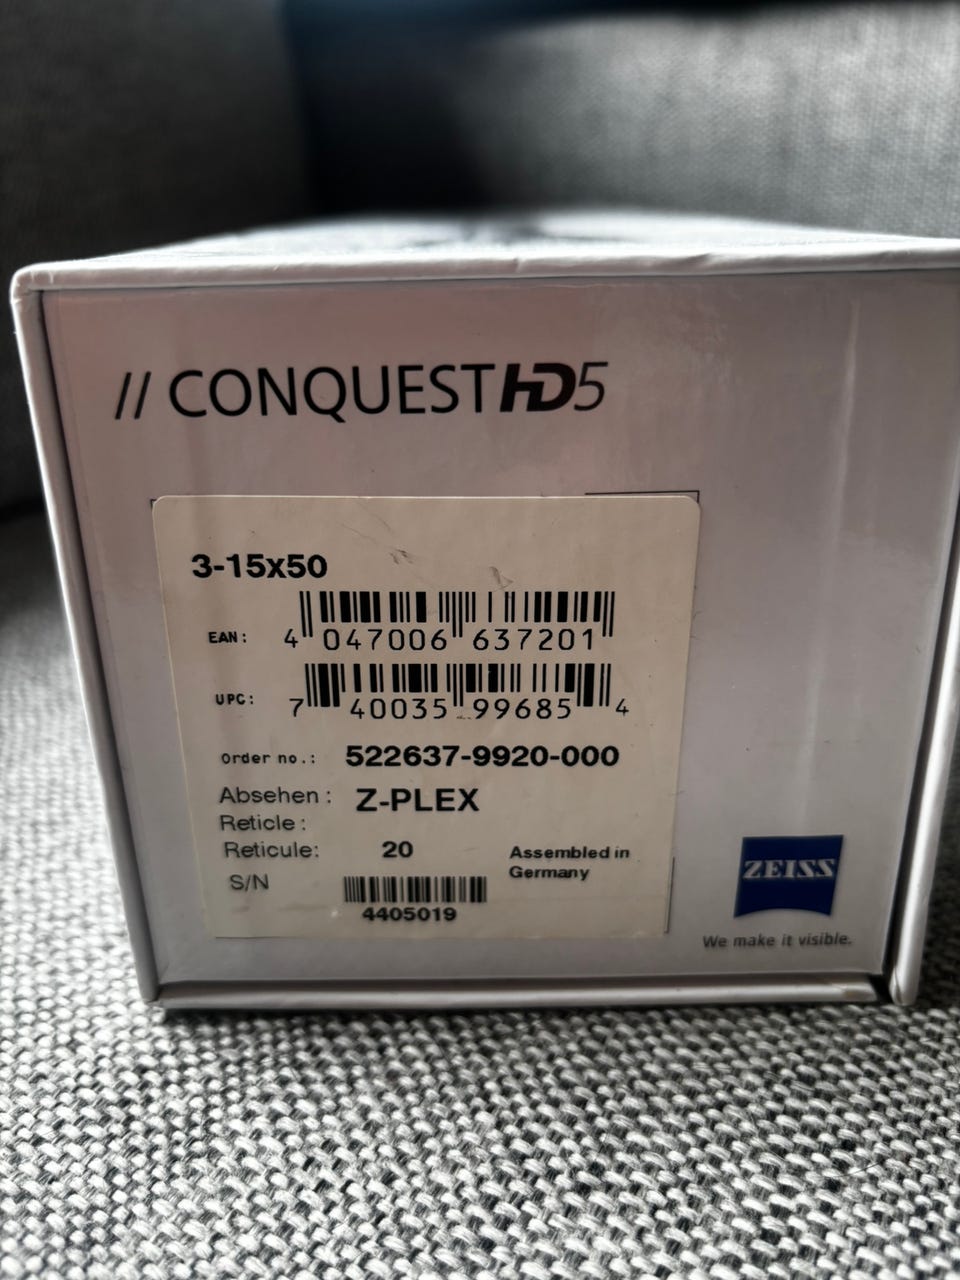 // CONQUEST HD5
3-15x50
EAN: 4 047006 637201
UPC: 7 40035 99685 4
Order no.: 522637-9920-000
Absehen: Z-PLEX
Reticle:
Reticule: 20
Assembled in
Germany
S/N
4405019
ZEISS
We make it visible.